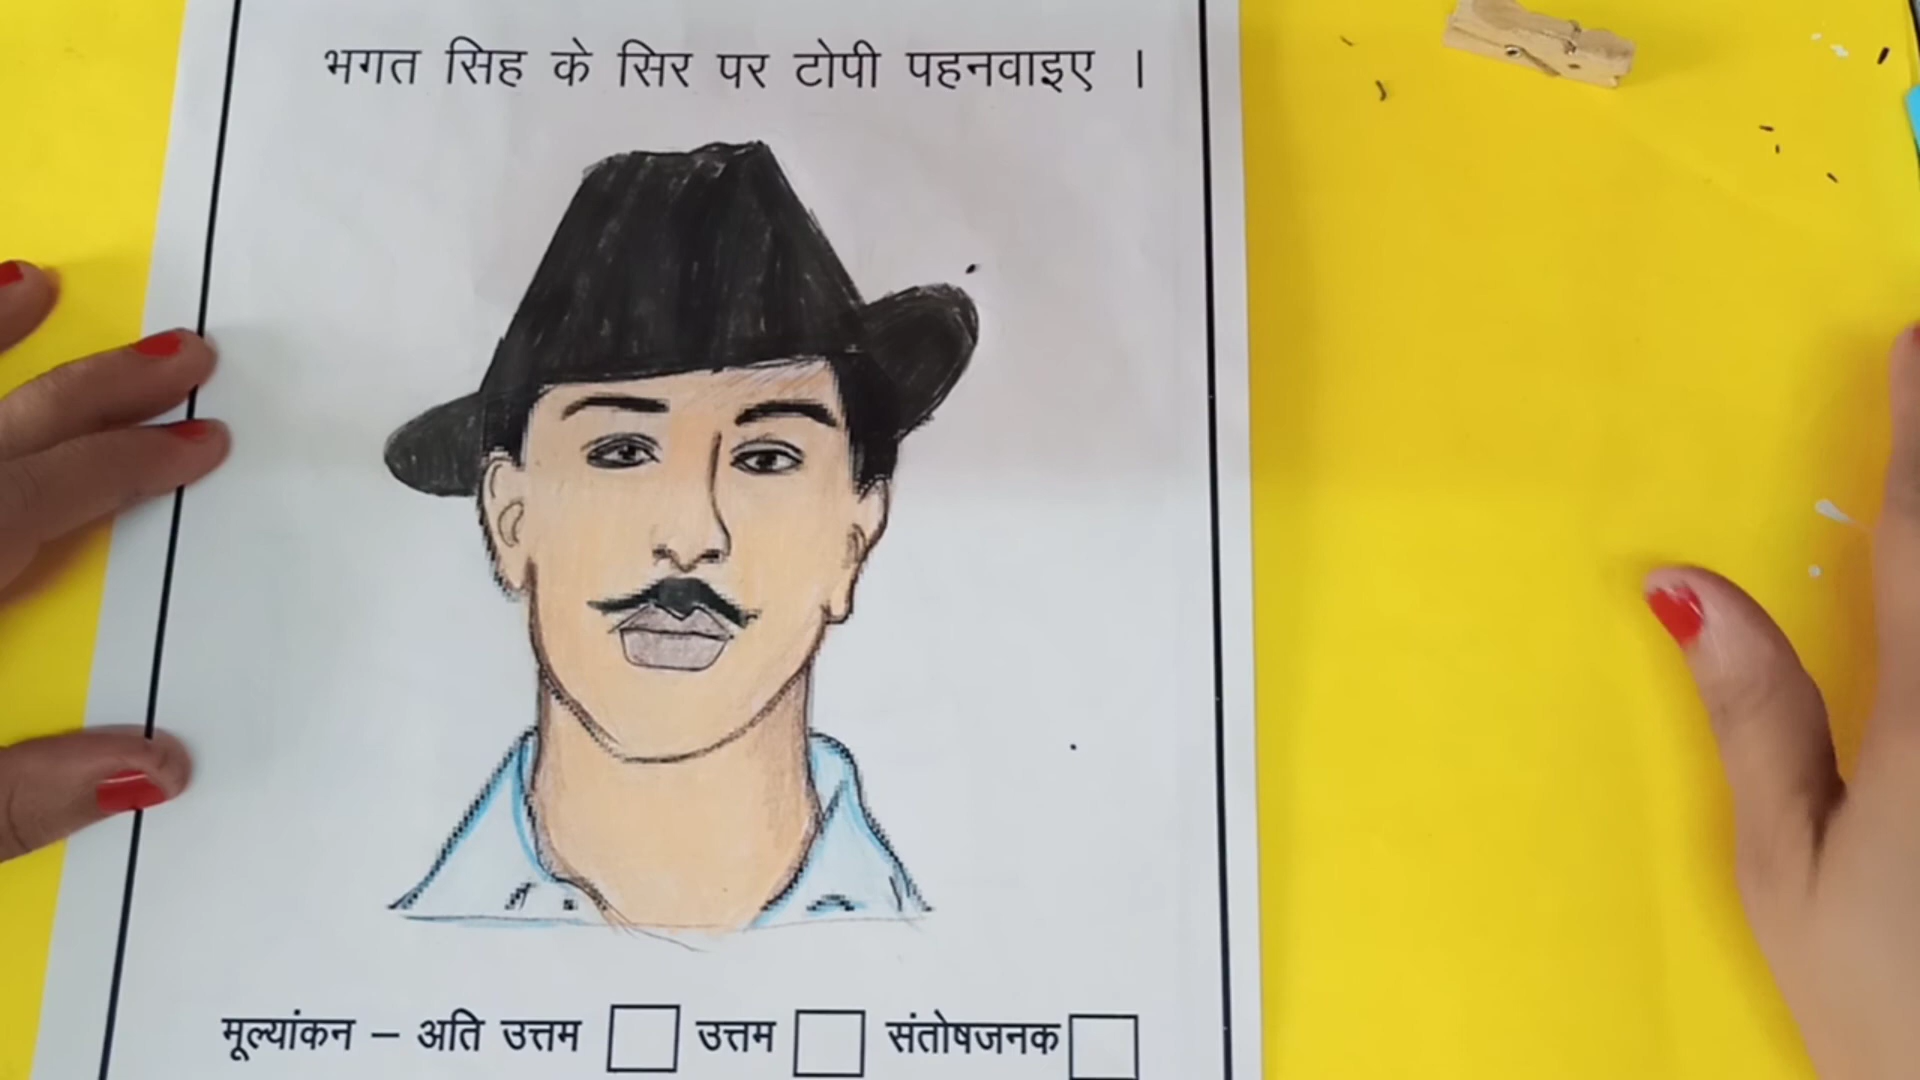 भगत सिह के सिर पर टोपी पहनवाइए ।
मूल्यांकन – अति उत्तम उत्तम संतोषजनक